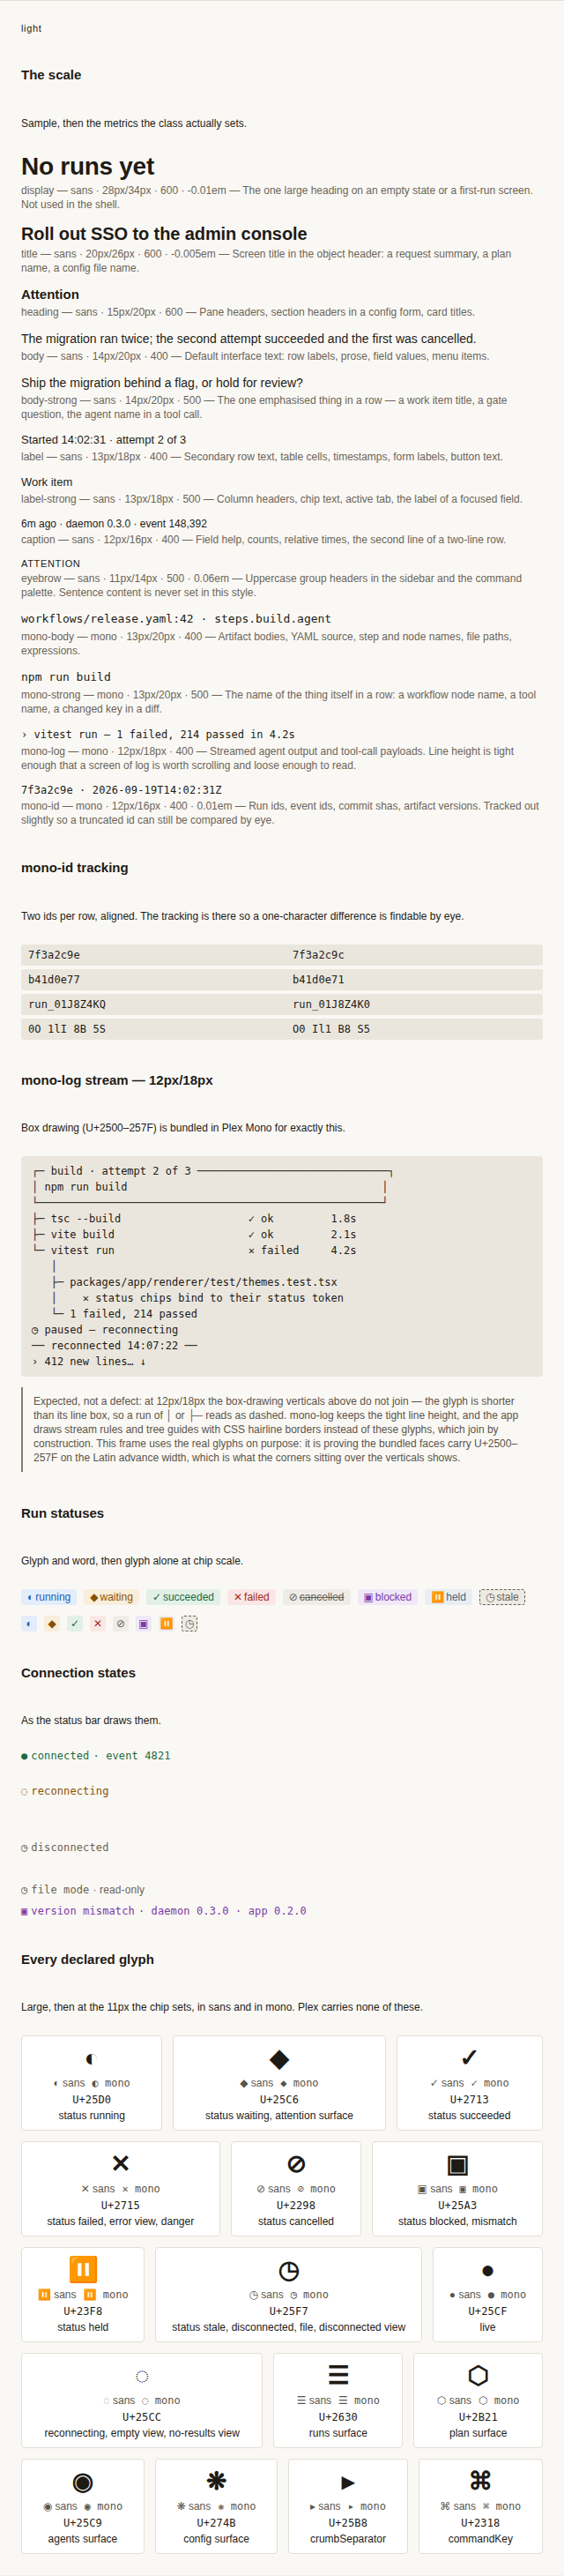 light
The scale
Sample, then the metrics the class actually sets.
No runs yet
display — sans · 28px/34px · 600 · -0.01em — The one large heading on an empty state or a first-run screen.
Not used in the shell.
Roll out SSO to the admin console
title — sans · 20px/26px · 600 · -0.005em — Screen title in the object header: a request summary, a plan
name, a config file name.
Attention
heading — sans · 15px/20px · 600 — Pane headers, section headers in a config form, card titles.
The migration ran twice; the second attempt succeeded and the first was cancelled.
body — sans · 14px/20px · 400 — Default interface text: row labels, prose, field values, menu items.
Ship the migration behind a flag, or hold for review?
body-strong — sans · 14px/20px · 500 — The one emphasised thing in a row — a work item title, a gate
question, the agent name in a tool call.
Started 14:02:31 · attempt 2 of 3
label — sans · 13px/18px · 400 — Secondary row text, table cells, timestamps, form labels, button text.
Work item
label-strong — sans · 13px/18px · 500 — Column headers, chip text, active tab, the label of a focused field.
6m ago · daemon 0.3.0 · event 148,392
caption — sans · 12px/16px · 400 — Field help, counts, relative times, the second line of a two-line row.
ATTENTION
eyebrow — sans · 11px/14px · 500 · 0.06em — Uppercase group headers in the sidebar and the command
palette. Sentence content is never set in this style.
workflows/release.yaml:42 · steps.build.agent
mono-body — mono · 13px/20px · 400 — Artifact bodies, YAML source, step and node names, file paths,
expressions.
npm run build
mono-strong — mono · 13px/20px · 500 — The name of the thing itself in a row: a workflow node name, a tool
name, a changed key in a diff.
› vitest run — 1 failed, 214 passed in 4.2s
mono-log — mono · 12px/18px · 400 — Streamed agent output and tool-call payloads. Line height is tight
enough that a screen of log is worth scrolling and loose enough to read.
7f3a2c9e · 2026-09-19T14:02:31Z
mono-id — mono · 12px/16px · 400 · 0.01em — Run ids, event ids, commit shas, artifact versions. Tracked out
slightly so a truncated id can still be compared by eye.
mono-id tracking
Two ids per row, aligned. The tracking is there so a one-character difference is findable by eye.
7f3a2c9e 7f3a2c9c
b41d0e77 b41d0e71
run_01J8Z4KQ run_01J8Z4K0
0O 1lI 8B 5S O0 Il1 B8 S5
mono-log stream — 12px/18px
Box drawing (U+2500–257F) is bundled in Plex Mono for exactly this.
┌─ build · attempt 2 of 3 ──────────────────────────────┐
│ npm run build │
└──────────────────────────────────────────────────────┘
├─ tsc --build ✓ ok 1.8s
├─ vite build ✓ ok 2.1s
└─ vitest run ✕ failed 4.2s
│
├─ packages/app/renderer/test/themes.test.tsx
│ ✕ status chips bind to their status token
└─ 1 failed, 214 passed
◷ paused — reconnecting
── reconnected 14:07:22 ──
› 412 new lines… ↓
Expected, not a defect: at 12px/18px the box-drawing verticals above do not join — the glyph is shorter
than its line box, so a run of │ or ├─ reads as dashed. mono-log keeps the tight line height, and the app
draws stream rules and tree guides with CSS hairline borders instead of these glyphs, which join by
construction. This frame uses the real glyphs on purpose: it is proving the bundled faces carry U+2500–
257F on the Latin advance width, which is what the corners sitting over the verticals shows.
Run statuses
Glyph and word, then glyph alone at chip scale.
◐ running ◆ waiting ✓ succeeded ✕ failed ⊘ cancelled ▣ blocked ⏸ held ◷ stale
◐ ◆ ✓ ✕ ⊘ ▣ ⏸ ◷
Connection states
As the status bar draws them.
● connected · event 4821
◌ reconnecting
◷ disconnected
◷ file mode · read-only
▣ version mismatch · daemon 0.3.0 · app 0.2.0
Every declared glyph
Large, then at the 11px the chip sets, in sans and in mono. Plex carries none of these.
◐ ◆ ✓
◐ sans ◐ mono ◆ sans ◆ mono ✓ sans ✓ mono
U+25D0 U+25C6 U+2713
status running status waiting, attention surface status succeeded
✕ ⊘ ▣
✕ sans ✕ mono ⊘ sans ⊘ mono ▣ sans ▣ mono
U+2715 U+2298 U+25A3
status failed, error view, danger status cancelled status blocked, mismatch
⏸ ◷ ●
⏸ sans ⏸ mono ◷ sans ◷ mono ● sans ● mono
U+23F8 U+25F7 U+25CF
status held status stale, disconnected, file, disconnected view live
◌ ☰ ⬡
◌ sans ◌ mono ☰ sans ☰ mono ⬡ sans ⬡ mono
U+25CC U+2630 U+2B21
reconnecting, empty view, no-results view runs surface plan surface
◉ ❋ ▸ ⌘
◉ sans ◉ mono ❋ sans ❋ mono ▸ sans ▸ mono ⌘ sans ⌘ mono
U+25C9 U+274B U+25B8 U+2318
agents surface config surface crumbSeparator commandKey